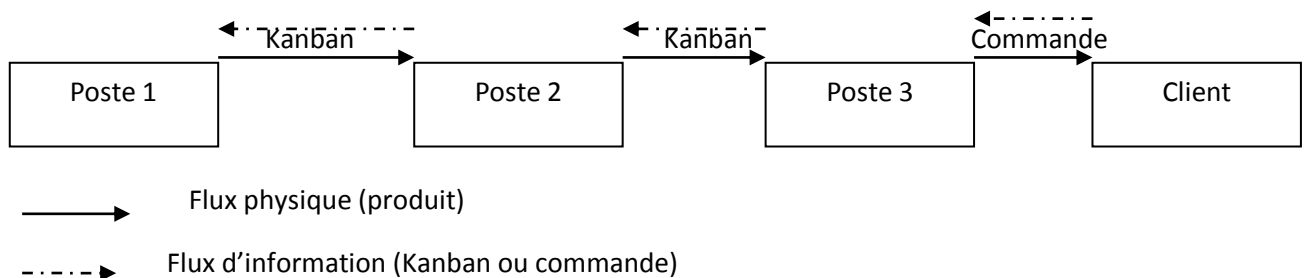 Kanban Kanban Commande
Poste 1 Poste 2 Poste 3 Client
Flux physique (produit)
Flux d’information (Kanban ou commande)